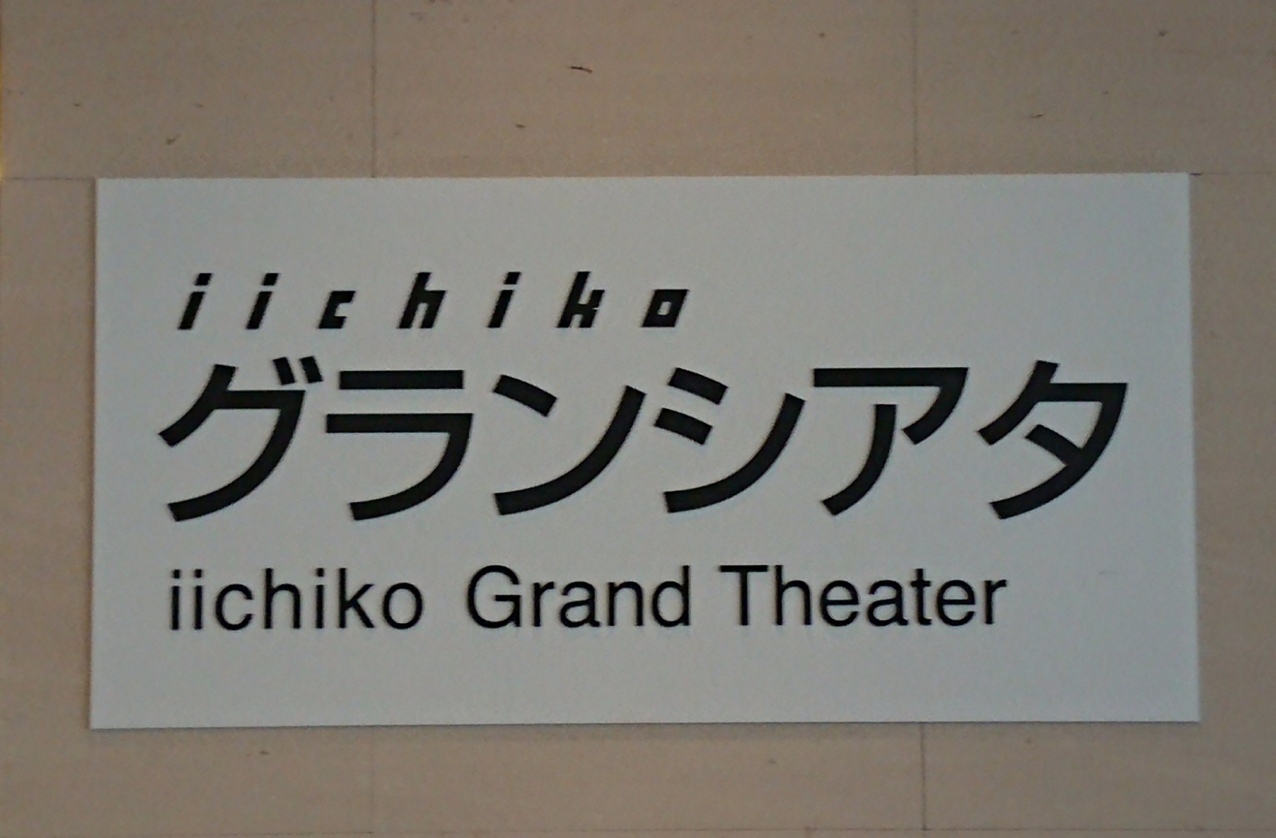 iichiko
グランシアタ
iichiko Grand Theater